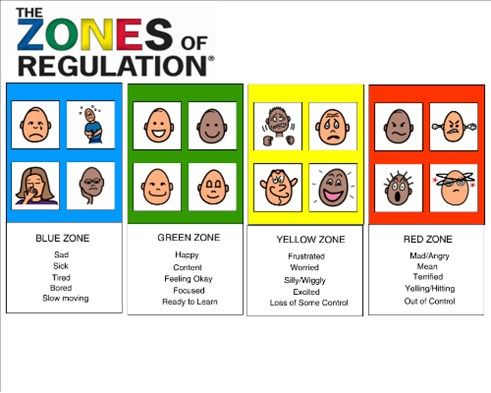 THE
ZONES OF
REGULATION®
BLUE ZONE
Sad
Sick
Tired
Bored
Slow moving
GREEN ZONE
Happy
Content
Feeling Okay
Focused
Ready to Learn
YELLOW ZONE
Frustrated
Worried
Silly/Wiggly
Excited
Loss of Some Control
RED ZONE
Mad/Angry
Mean
Terrified
Yelling/Hitting
Out of Control